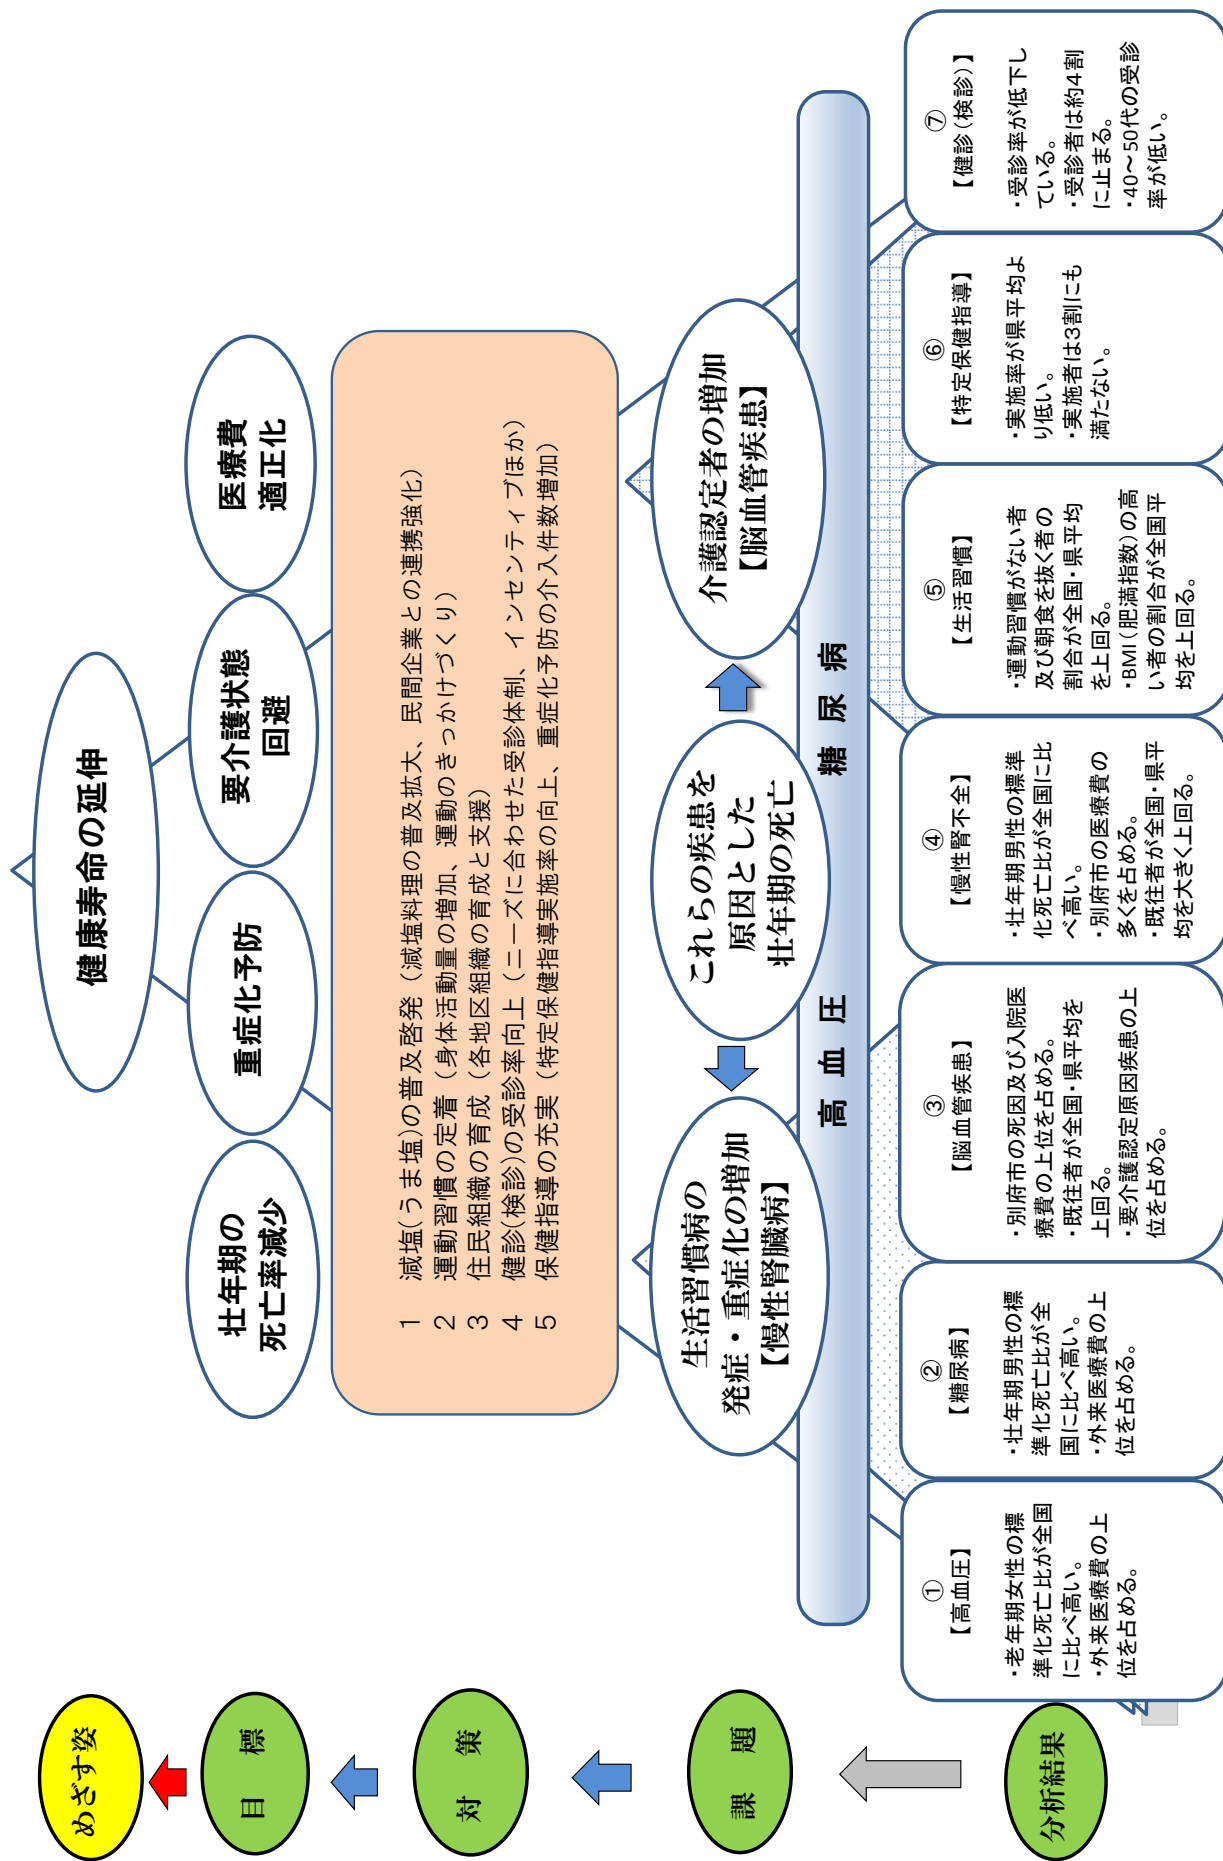 めざす姿
健康寿命の延伸
目標
壮年期の
死亡率減少
重症化予防
要介護状態
回避
医療費
適正化
対策
1 減塩(うま塩)の普及啓発（減塩料理の普及拡大、民間企業との連携強化）
2 運動習慣の定着（身体活動量の増加、運動のきっかけづくり）
3 住民組織の育成（各地区組織の育成と支援）
4 健診(検診)の受診率向上（ニーズに合わせた受診体制、インセンティブほか）
5 保健指導の充実（特定保健指導実施率の向上、重症化予防の介入件数増加）
課題
生活習慣病の
発症・重症化の増加
【慢性腎臓病】
これらの疾患を
原因とした
壮年期の死亡
介護認定者の増加
【脳血管疾患】
高血圧 糖尿病
分析結果
①
【高血圧】
・老年期女性の標
準化死亡比が全国
に比べ高い。
・外来医療費の上
位を占める。
②
【糖尿病】
・壮年期男性の標
準化死亡比が全
国に比べ高い。
・外来医療費の上
位を占める。
③
【脳血管疾患】
・別府市の死因及び入院医
療費の上位を占める。
・既往者が全国・県平均を
上回る。
・要介護認定原因疾患の上
位を占める。
④
【慢性腎不全】
・壮年期男性の標準
化死亡比が全国に比
べ高い。
・別府市の医療費の
多くを占める。
・既往者が全国・県平
均を大きく上回る。
⑤
【生活習慣】
・運動習慣がない者
及び朝食を抜く者の
割合が全国・県平均
を上回る。
・BMI(肥満指数)の高
い者の割合が全国平
均を上回る。
⑥
【特定保健指導】
・実施率が県平均よ
り低い。
・実施者は3割にも
満たない。
⑦
【健診(検診)】
・受診率が低下し
ている。
・受診者は約4割
に止まる。
・40～50代の受診
率が低い。